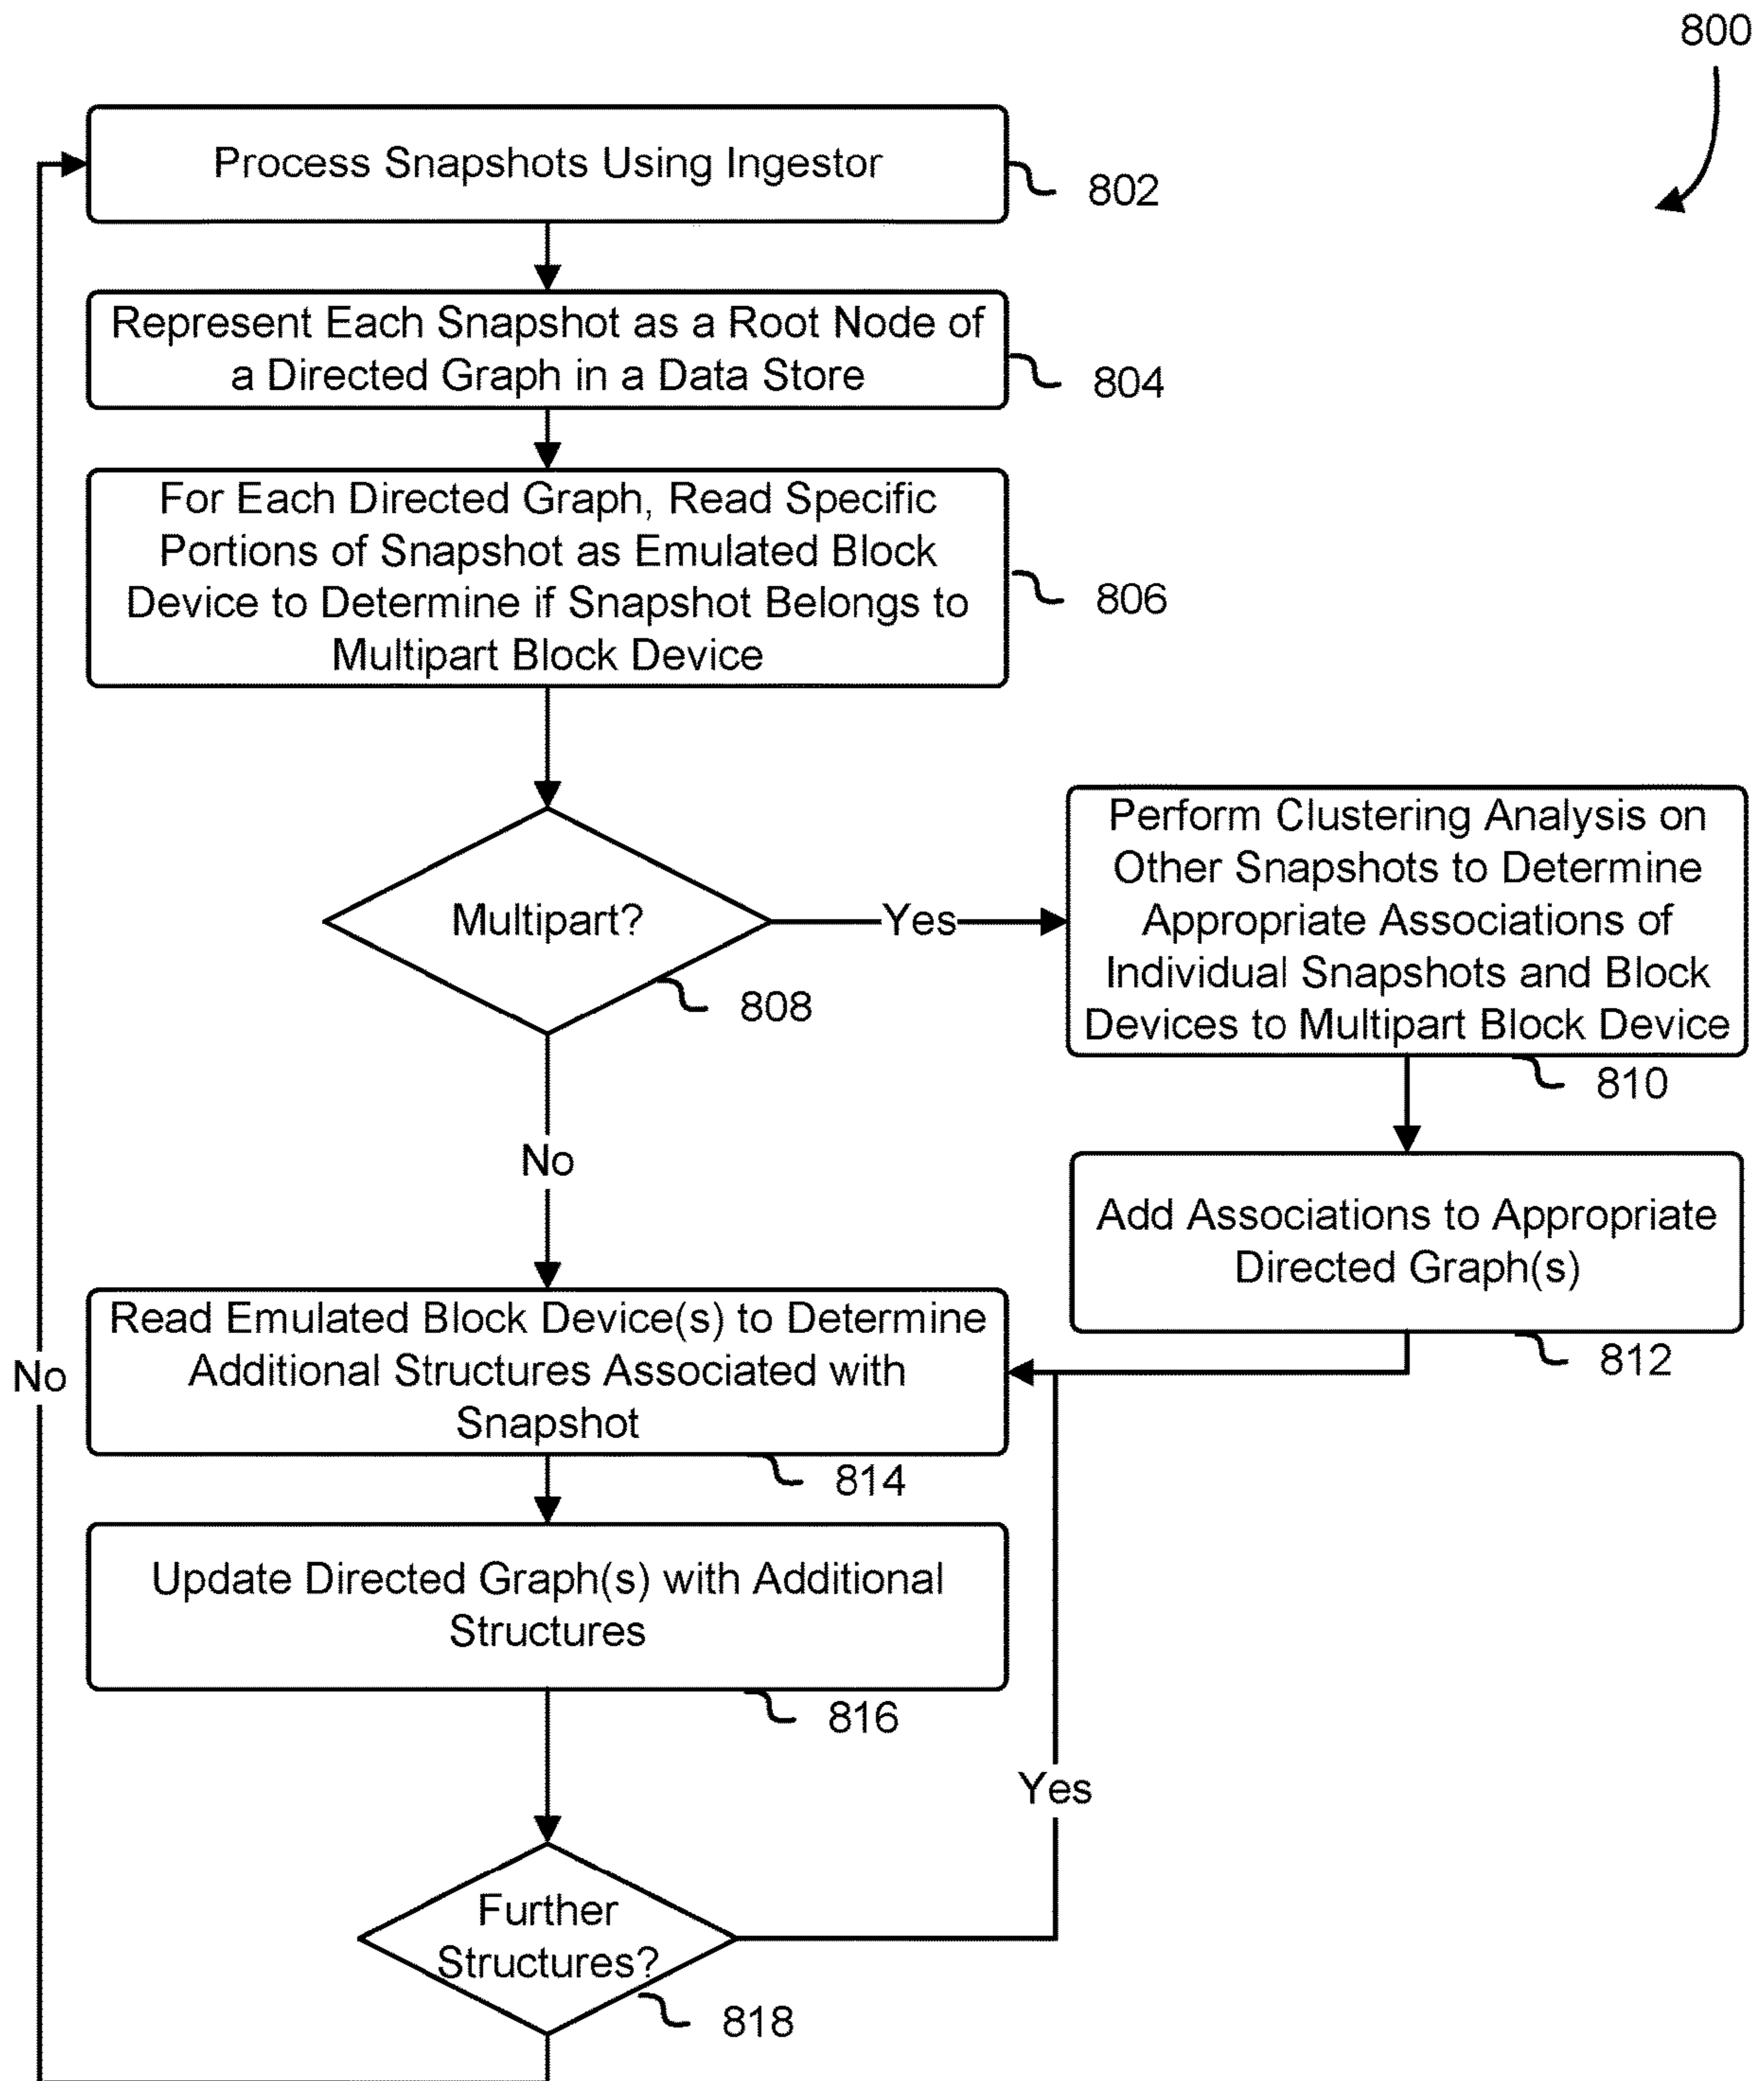 800
Process Snapshots Using Ingestor
802
Represent Each Snapshot as a Root Node of
a Directed Graph in a Data Store
804
For Each Directed Graph, Read Specific
Portions of Snapshot as Emulated Block
Device to Determine if Snapshot Belongs to
Multipart Block Device
806
Multipart?
808
Yes
Perform Clustering Analysis on
Other Snapshots to Determine
Appropriate Associations of
Individual Snapshots and Block
Devices to Multipart Block Device
810
No
Add Associations to Appropriate
Directed Graph(s)
812
Read Emulated Block Device(s) to Determine
Additional Structures Associated with
Snapshot
814
No
Update Directed Graph(s) with Additional
Structures
816
Yes
Further
Structures?
818